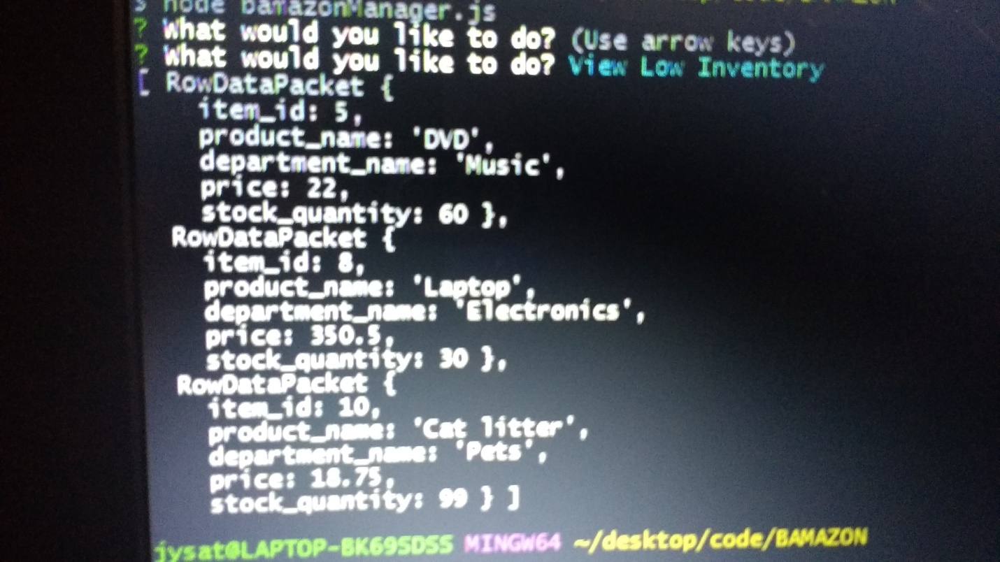 $ node bamazonManager.js
? What would you like to do? (Use arrow keys)
? What would you like to do? View Low Inventory
[ RowDataPacket {
item_id: 5,
product_name: 'DVD',
department_name: 'Music',
price: 22,
stock_quantity: 60 },
RowDataPacket {
item_id: 8,
product_name: 'Laptop',
department_name: 'Electronics',
price: 350.5,
stock_quantity: 30 },
RowDataPacket {
item_id: 10,
product_name: 'Cat litter',
department_name: 'Pets',
price: 18.75,
stock_quantity: 99 } ]
jysat@LAPTOP-BK69SDSS MINGW64 ~/desktop/code/BAMAZON